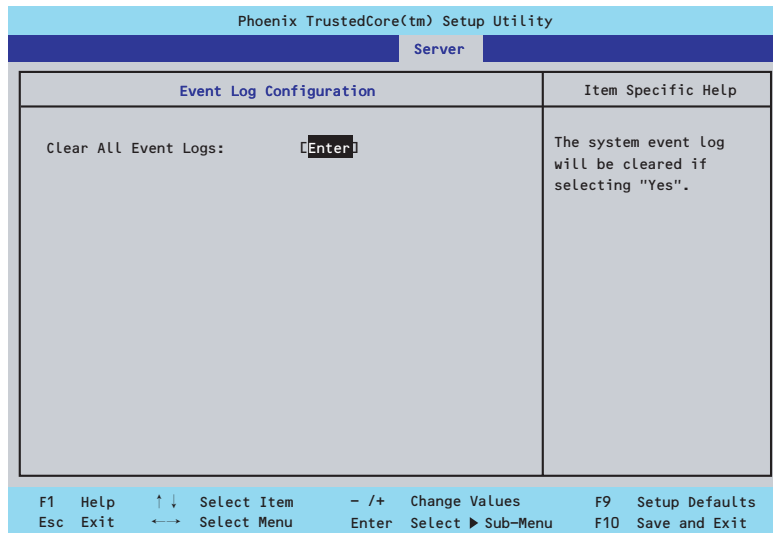 Phoenix TrustedCore(tm) Setup Utility
Server
Event Log Configuration
Item Specific Help
Clear All Event Logs: [Enter]
The system event log
will be cleared if
selecting "Yes".
F1 Help ↑↓ Select Item − /+ Change Values F9 Setup Defaults
Esc Exit ←→ Select Menu Enter Select ▶ Sub−Menu F10 Save and Exit